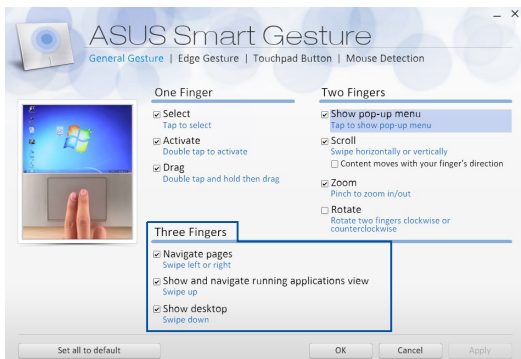 ASUS Smart Gesture
General Gesture | Edge Gesture | Touchpad Button | Mouse Detection
One Finger
Select
Tap to select
Activate
Double tap to activate
Drag
Double tap and hold then drag
Two Fingers
Show pop-up menu
Tap to show pop-up menu
Scroll
Swipe horizontally or vertically
Content moves with your finger's direction
Zoom
Pinch to zoom in/out
Rotate
Rotate two fingers clockwise or
counterclockwise
Three Fingers
Navigate pages
Swipe left or right
Show and navigate running applications view
Swipe up
Show desktop
Swipe down
Set all to default
OK
Cancel
Apply